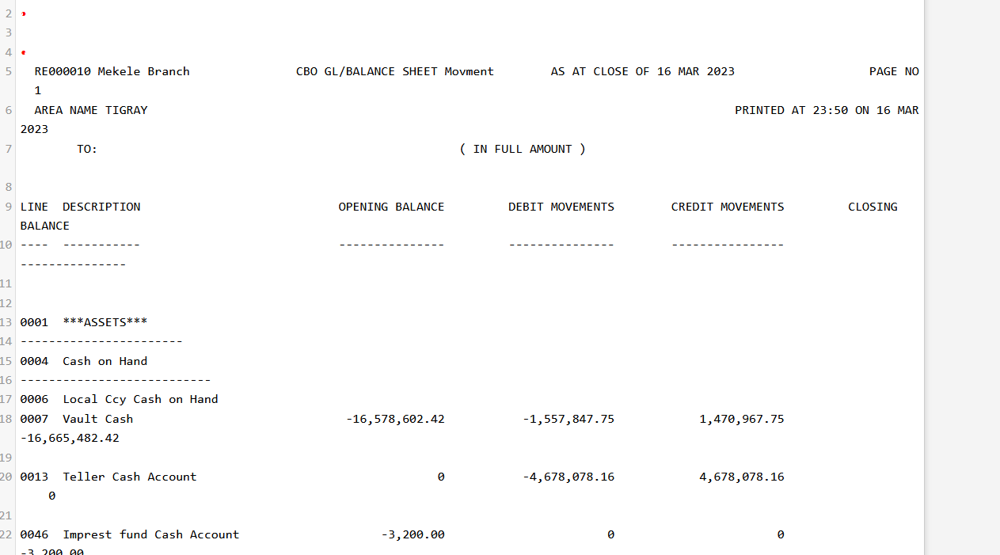 2
3
4
5 RE000010 Mekele Branch CBO GL/BALANCE SHEET Movment AS AT CLOSE OF 16 MAR 2023 PAGE NO
1
6 AREA NAME TIGRAY PRINTED AT 23:50 ON 16 MAR
2023
7 TO: ( IN FULL AMOUNT )
8
9 LINE DESCRIPTION OPENING BALANCE DEBIT MOVEMENTS CREDIT MOVEMENTS CLOSING
BALANCE
10 ---- ----------- --------------- --------------- ----------------
---------------
11
12
13 0001 ***ASSETS***
14 -----------------------
15 0004 Cash on Hand
16 ---------------------------
17 0006 Local Ccy Cash on Hand
18 0007 Vault Cash -16,578,602.42 -1,557,847.75 1,470,967.75
-16,665,482.42
19
20 0013 Teller Cash Account 0 -4,678,078.16 4,678,078.16
0
21
22 0046 Imprest fund Cash Account -3,200.00 0 0
-3,200.00